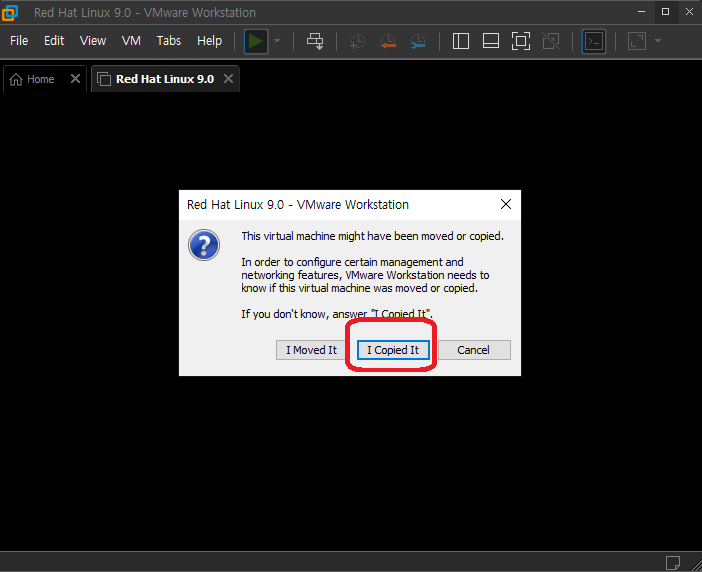 Red Hat Linux 9.0 - VMware Workstation
File Edit View VM Tabs Help
Home Red Hat Linux 9.0
Red Hat Linux 9.0 - VMware Workstation
This virtual machine might have been moved or copied.
In order to configure certain management and
networking features, VMware Workstation needs to
know if this virtual machine was moved or copied.
If you don't know, answer "I Copied It".
I Moved It I Copied It Cancel